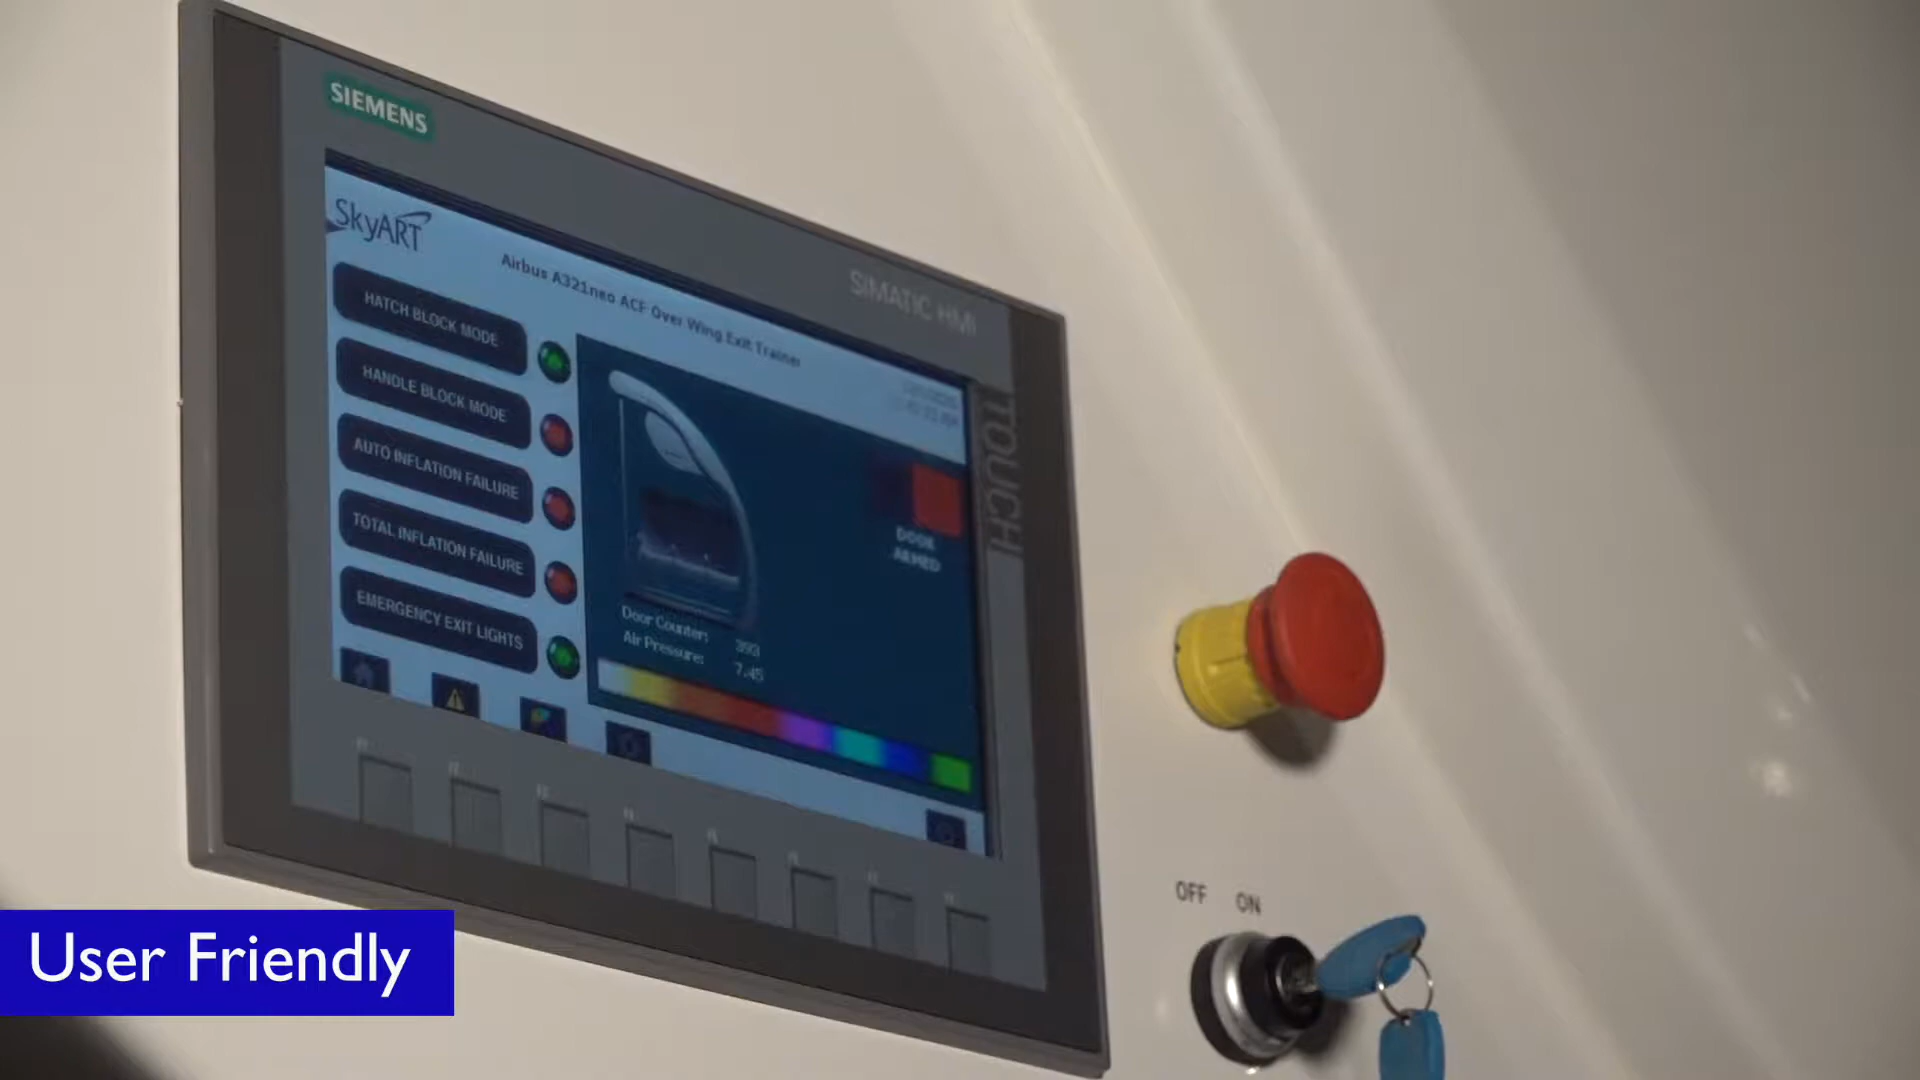 SIEMENS
SIMATIC HMI
TOUCH
SkyART
Airbus A321neo ACF Over Wing Exit Trainer
HATCH BLOCK MODE
HANDLE BLOCK MODE
AUTO INFLATION FAILURE
TOTAL INFLATION FAILURE
EMERGENCY EXIT LIGHTS
DOOR
ARMED
Door Counter: 393
Air Pressure: 7.45
OFF ON
User Friendly